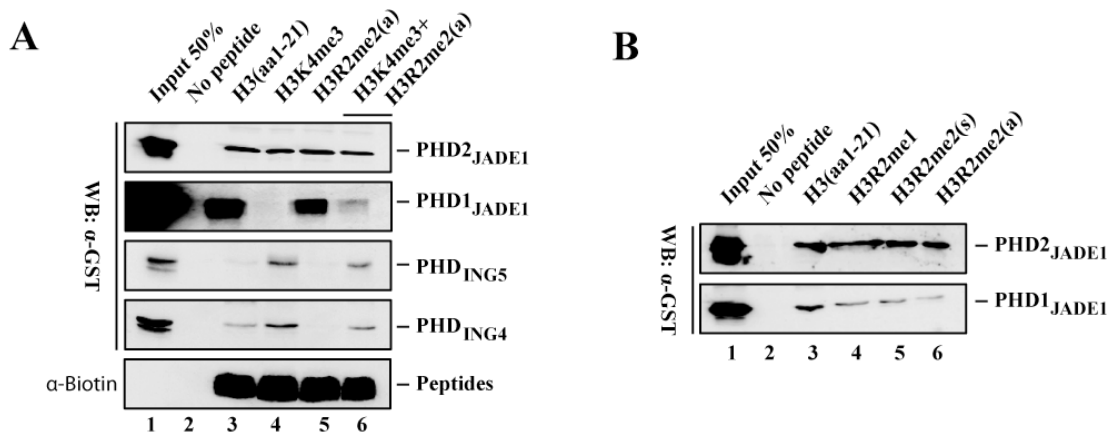 A
Input 50%
No peptide
H3(aa1-21)
H3K4me3
H3R2me2(a)
H3K4me3+
H3R2me2(a)
WB: α-GST
– PHD2JADE1
– PHD1JADE1
– PHDING5
– PHDING4
α-Biotin
– Peptides
1 2 3 4 5 6
B
Input 50%
No peptide
H3(aa1-21)
H3R2me1
H3R2me2(s)
H3R2me2(a)
WB: α-GST
– PHD2JADE1
– PHD1JADE1
1 2 3 4 5 6